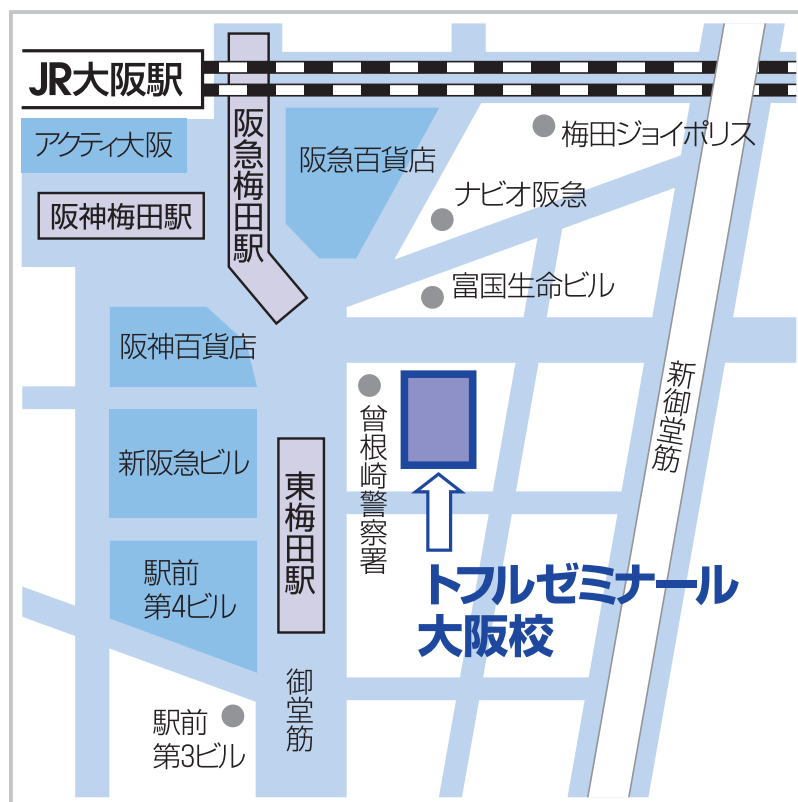 JR大阪駅
アクティ大阪
阪神梅田駅
阪急梅田駅
阪急百貨店
梅田ジョイポリス
ナビオ阪急
富国生命ビル
阪神百貨店
新阪急ビル
駅前
第4ビル
東梅田駅
曾根崎警察署
新御堂筋
トフルゼミナール
大阪校
御堂筋
駅前
第3ビル